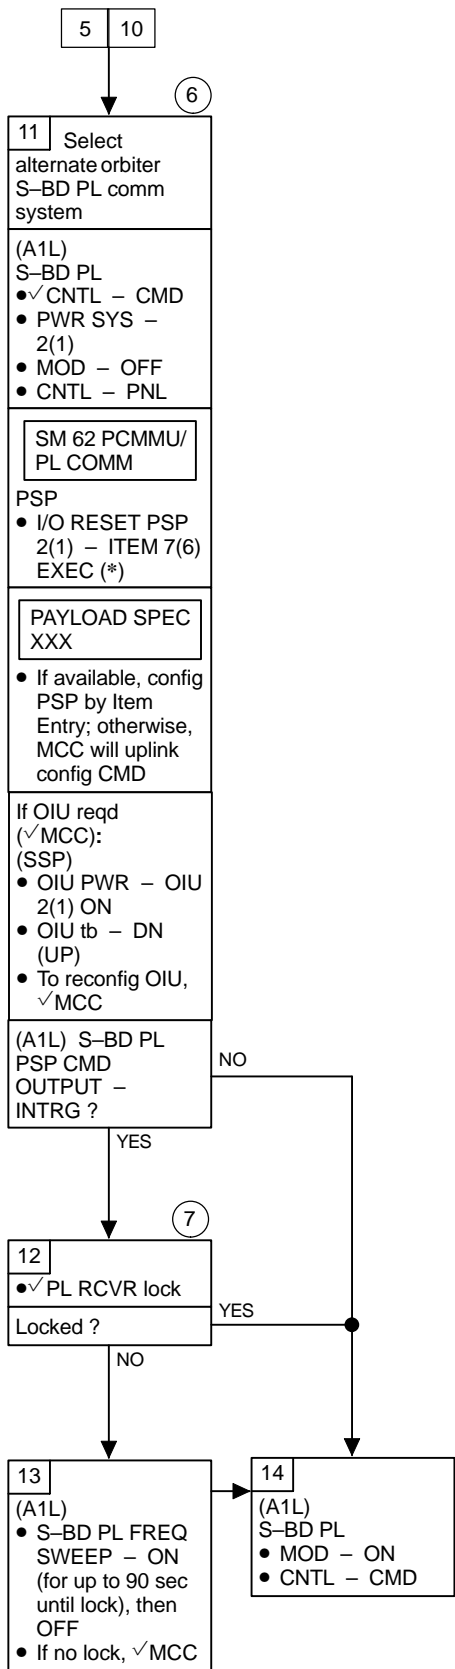 5 10
6
11 Select
alternate orbiter
S–BD PL comm
system
(A1L)
S–BD PL
•√CNTL – CMD
• PWR SYS –
2(1)
• MOD – OFF
• CNTL – PNL
SM 62 PCMMU/
PL COMM
PSP
• I/O RESET PSP
2(1) – ITEM 7(6)
EXEC (*)
PAYLOAD SPEC
XXX
• If available, config
PSP by Item
Entry; otherwise,
MCC will uplink
config CMD
If OIU reqd
(√MCC):
(SSP)
• OIU PWR – OIU
2(1) ON
• OIU tb – DN
(UP)
• To reconfig OIU,
√MCC
(A1L) S–BD PL
PSP CMD
OUTPUT –
INTRG ?
NO
YES
7
12
•√PL RCVR lock
Locked ?
YES
NO
13
(A1L)
• S–BD PL FREQ
SWEEP – ON
(for up to 90 sec
until lock), then
OFF
• If no lock, √MCC
14
(A1L)
S–BD PL
• MOD – ON
• CNTL – CMD